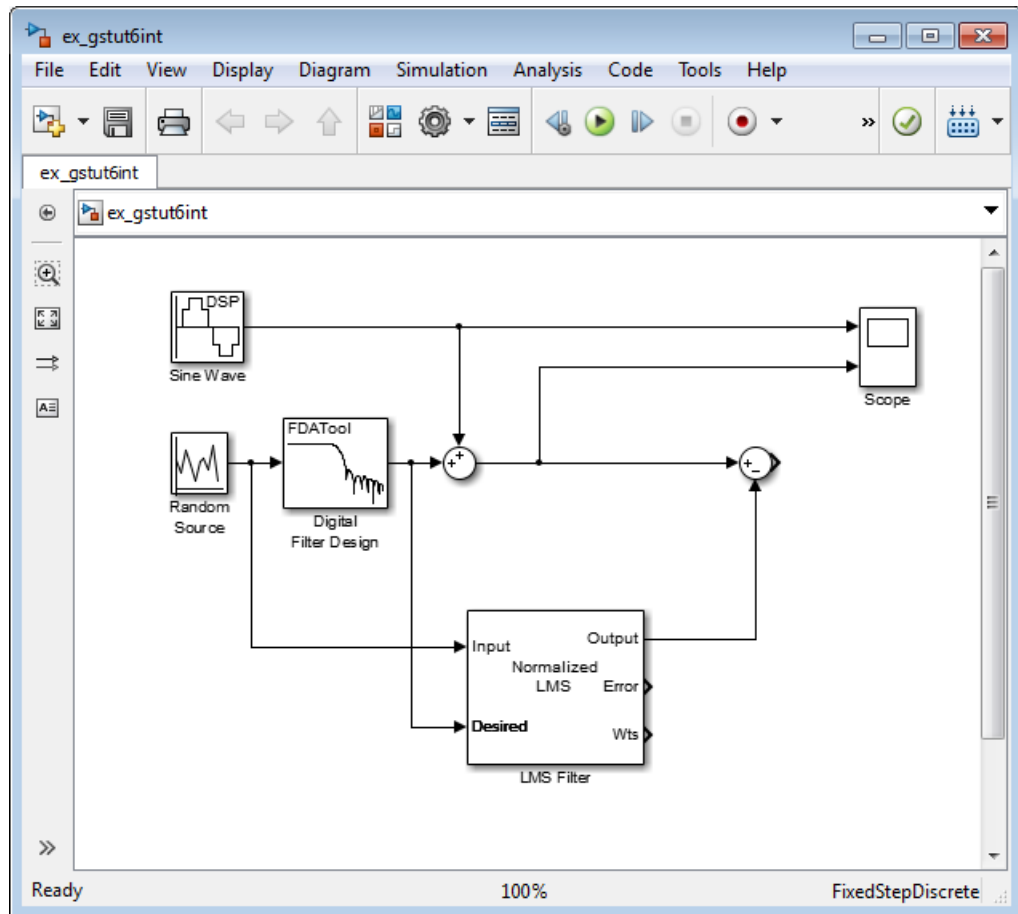 ex_gstut6int
File Edit View Display Diagram Simulation Analysis Code Tools Help
»
ex_gstut6int
ex_gstut6int
A
DSP
Sine Wave
Scope
FDATool
+ +
+ -
Random
Source
Digital
Filter Design
Input
Output
Normalized
LMS
Error
Desired
Wts
LMS Filter
»
Ready 100% FixedStepDiscrete